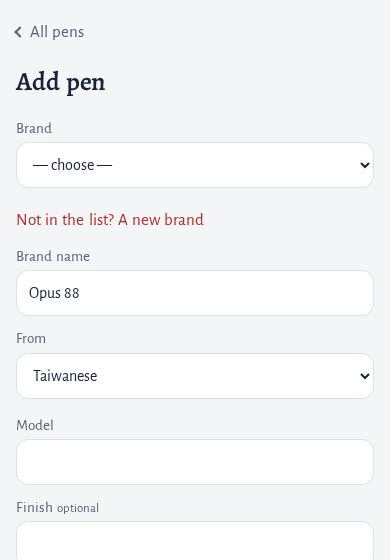 All pens
Add pen
Brand
— choose —
Not in the list? A new brand
Brand name
Opus 88
From
Taiwanese
Model
Finish optional